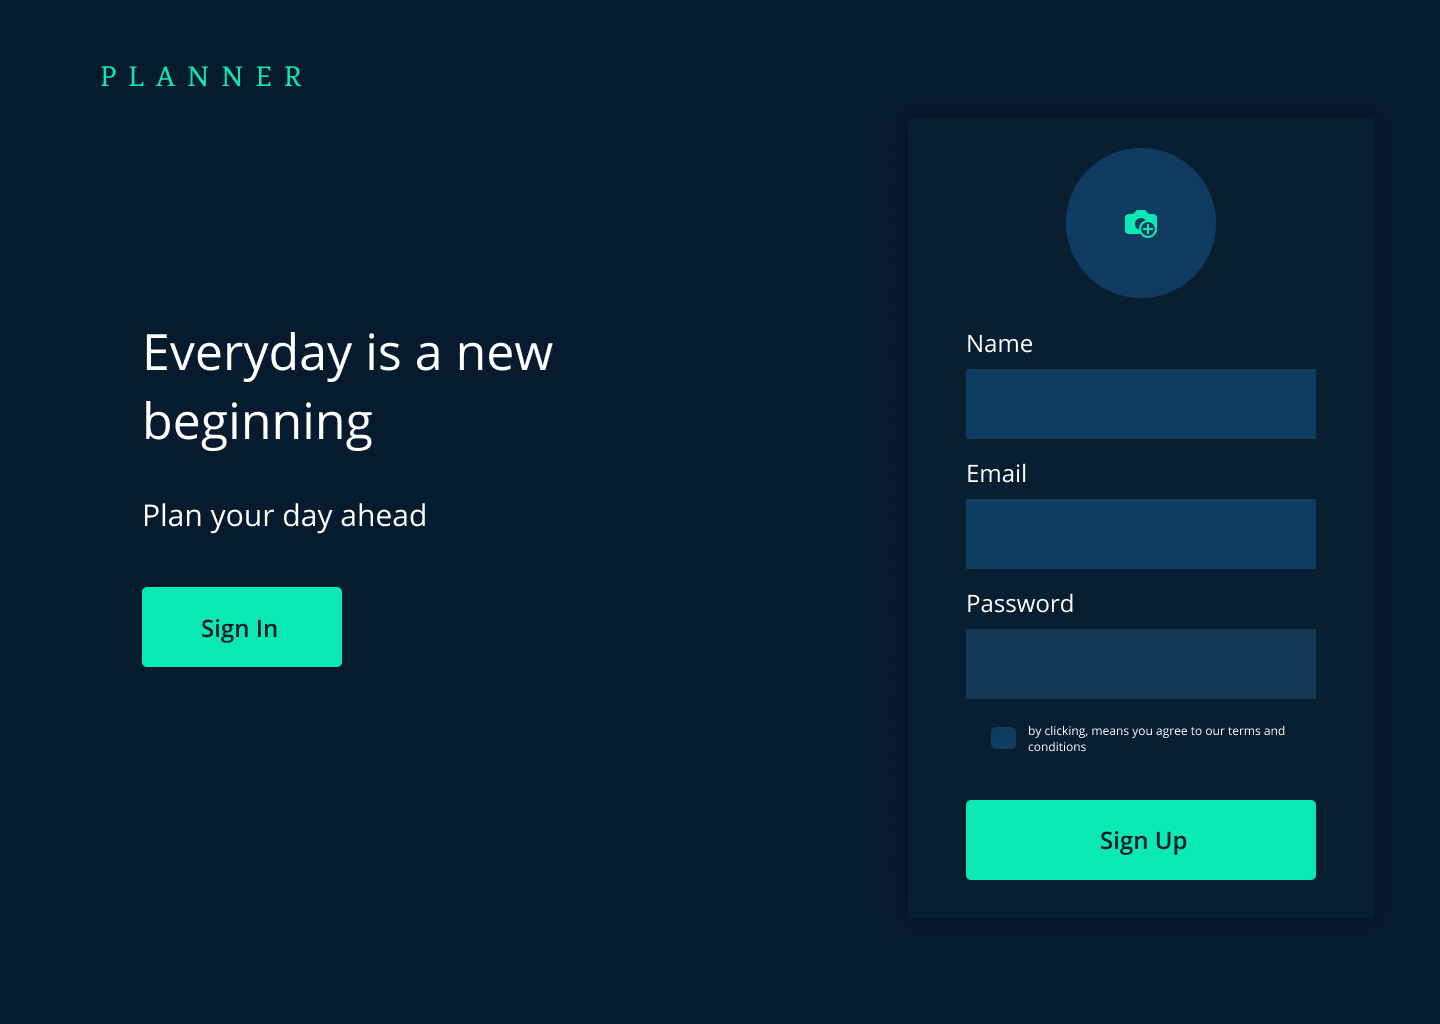 PLANNER
Everyday is a new
beginning
Plan your day ahead
Sign In
Name
Email
Password
by clicking, means you agree to our terms and
conditions
Sign Up